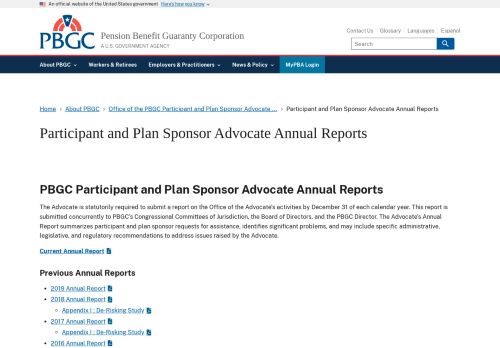 An official website of the United States government Here's how you know
PBGC
Pension Benefit Guaranty Corporation
A U.S. GOVERNMENT AGENCY
Contact Us Glossary Languages Español
Search
About PBGC Workers & Retirees Employers & Practitioners News & Policy MyPBA Login
Home › About PBGC › Office of the PBGC Participant and Plan Sponsor Advocate ... › Participant and Plan Sponsor Advocate Annual Reports
Participant and Plan Sponsor Advocate Annual Reports
PBGC Participant and Plan Sponsor Advocate Annual Reports
The Advocate is statutorily required to submit a report on the Office of the Advocate's activities by December 31 of each calendar year. This report is
submitted concurrently to PBGC's Congressional Committees of Jurisdiction, the Board of Directors, and the PBGC Director. The Advocate's Annual
Report summarizes participant and plan sponsor requests for assistance, identifies significant problems, and may include specific administrative,
legislative, and regulatory recommendations to address issues raised by the Advocate.
Current Annual Report
Previous Annual Reports
2019 Annual Report
2018 Annual Report
Appendix I : De-Risking Study
2017 Annual Report
Appendix I : De-Risking Study
2016 Annual Report